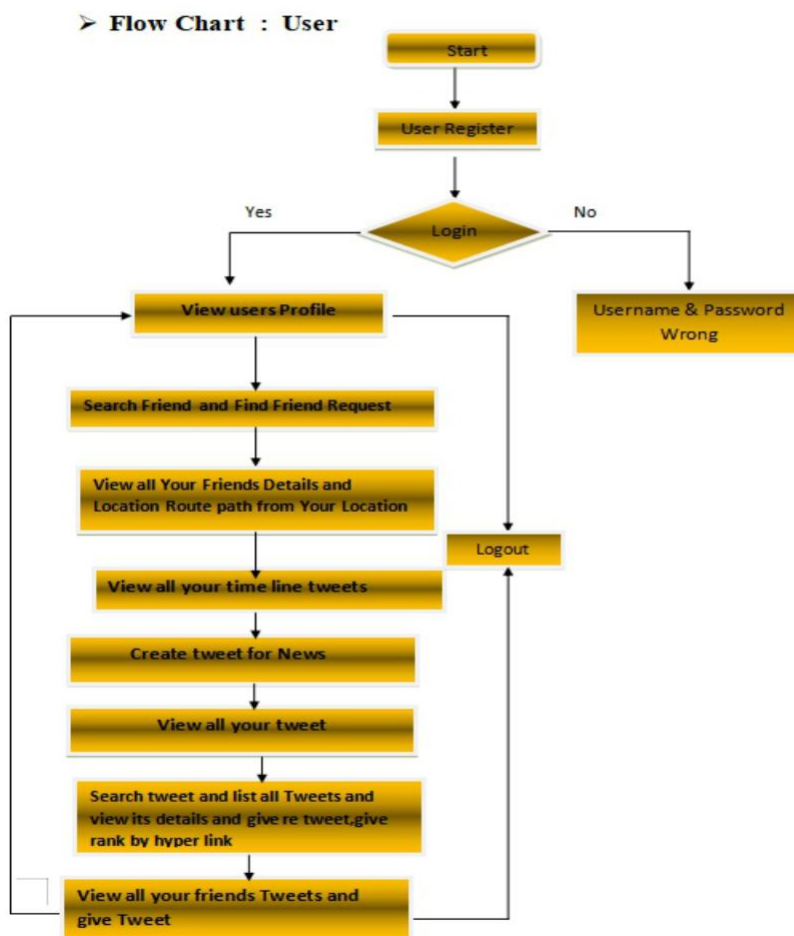 ➢ Flow Chart : User
Start
User Register
Login
Yes
No
View users Profile
Username & Password
Wrong
Search Friend and Find Friend Request
View all Your Friends Details and
Location Route path from Your Location
Logout
View all your time line tweets
Create tweet for News
View all your tweet
Search tweet and list all Tweets and
view its details and give re tweet,give
rank by hyper link
View all your friends Tweets and
give Tweet